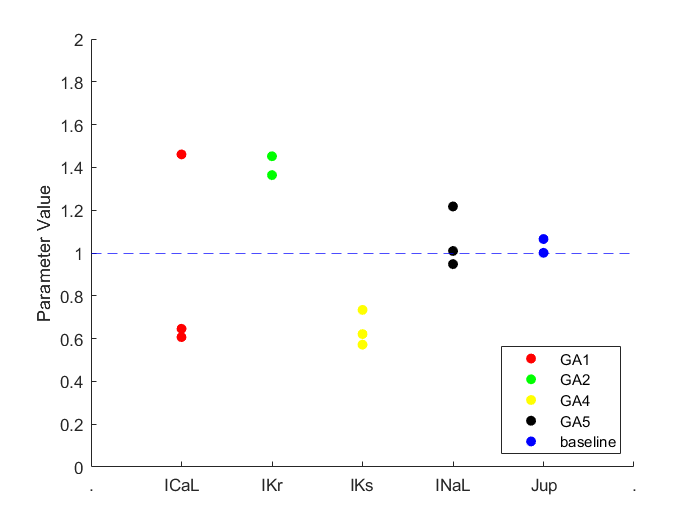 2
1.8
1.6
1.4
1.2
1
0.8
0.6
0.4
0.2
0
Parameter Value
. ICaL IKr IKs INaL Jup .
GA1
GA2
GA4
GA5
baseline